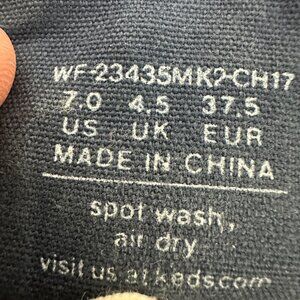 WF-23435MK2-CH17
7.0 4.5 37.5
US UK EUR
MADE IN CHINA
spot wash,
air dry
visit us at keds.com